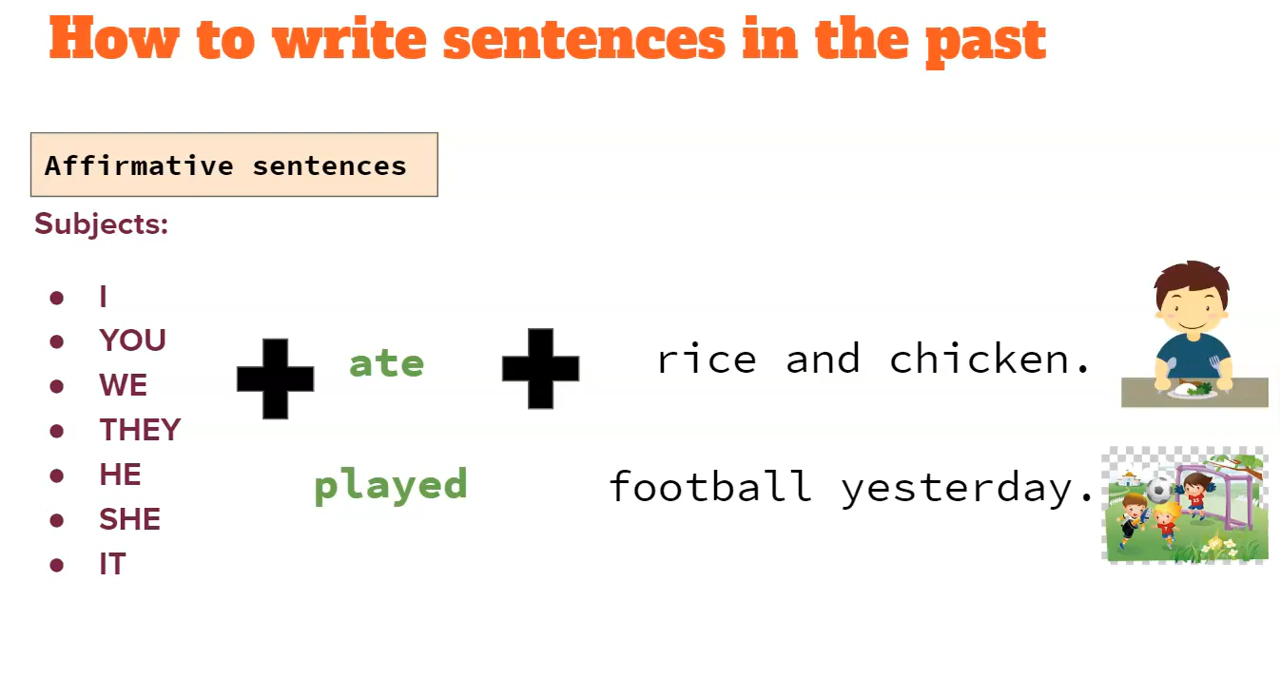 How to write sentences in the past
Affirmative sentences
Subjects:
I
YOU
WE
THEY
HE
SHE
IT
ate
rice and chicken.
played
football yesterday.